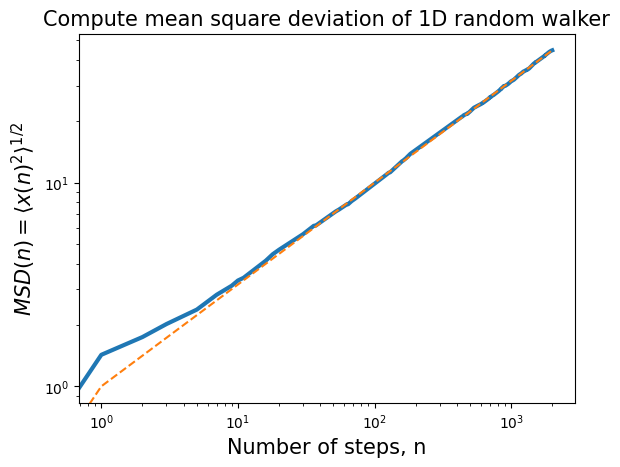 Compute mean square deviation of 1D random walker
MSD(n) = ⟨x(n)²⟩^{1/2}
10¹
10⁰
10⁰ 10¹ 10² 10³
Number of steps, n